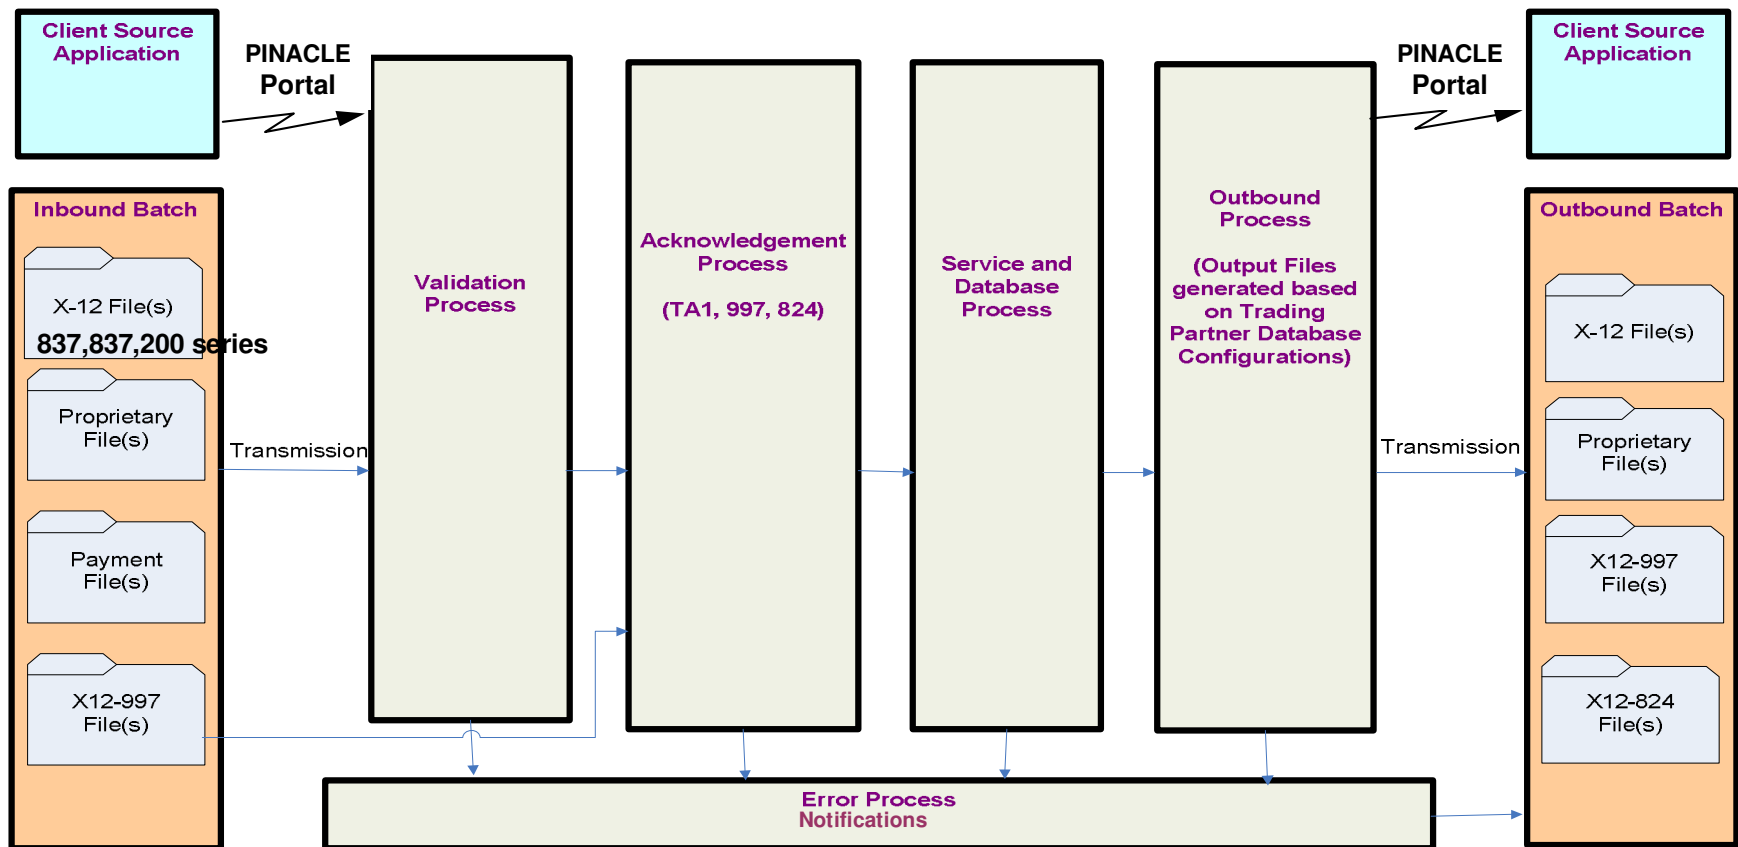 Client Source
Application
PINACLE
Portal
Inbound Batch
X-12 File(s)
837,837,200 series
Proprietary
File(s)
Payment
File(s)
X12-997
File(s)
Transmission
Validation
Process
Acknowledgement
Process
(TA1, 997, 824)
Service and
Database
Process
Outbound
Process
(Output Files
generated based
on Trading
Partner Database
Configurations)
PINACLE
Portal
Transmission
Client Source
Application
Outbound Batch
X-12 File(s)
Proprietary
File(s)
X12-997
File(s)
X12-824
File(s)
Error Process
Notifications